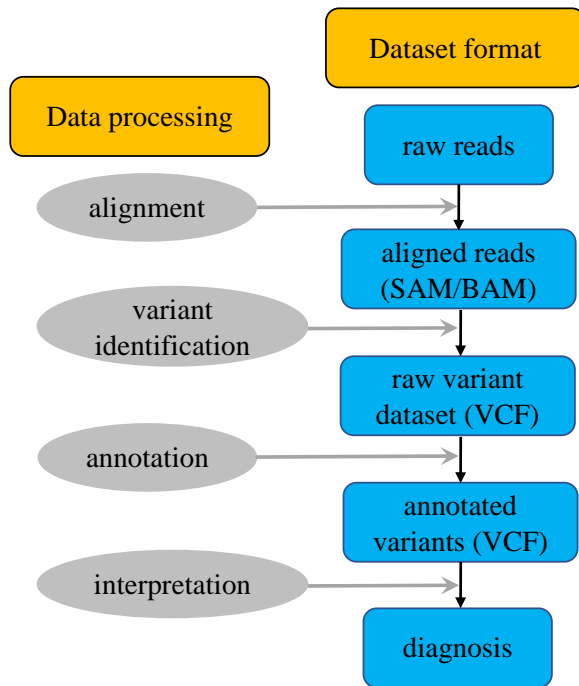 Dataset format
Data processing
raw reads
alignment
aligned reads
(SAM/BAM)
variant
identification
raw variant
dataset (VCF)
annotation
annotated
variants (VCF)
interpretation
diagnosis